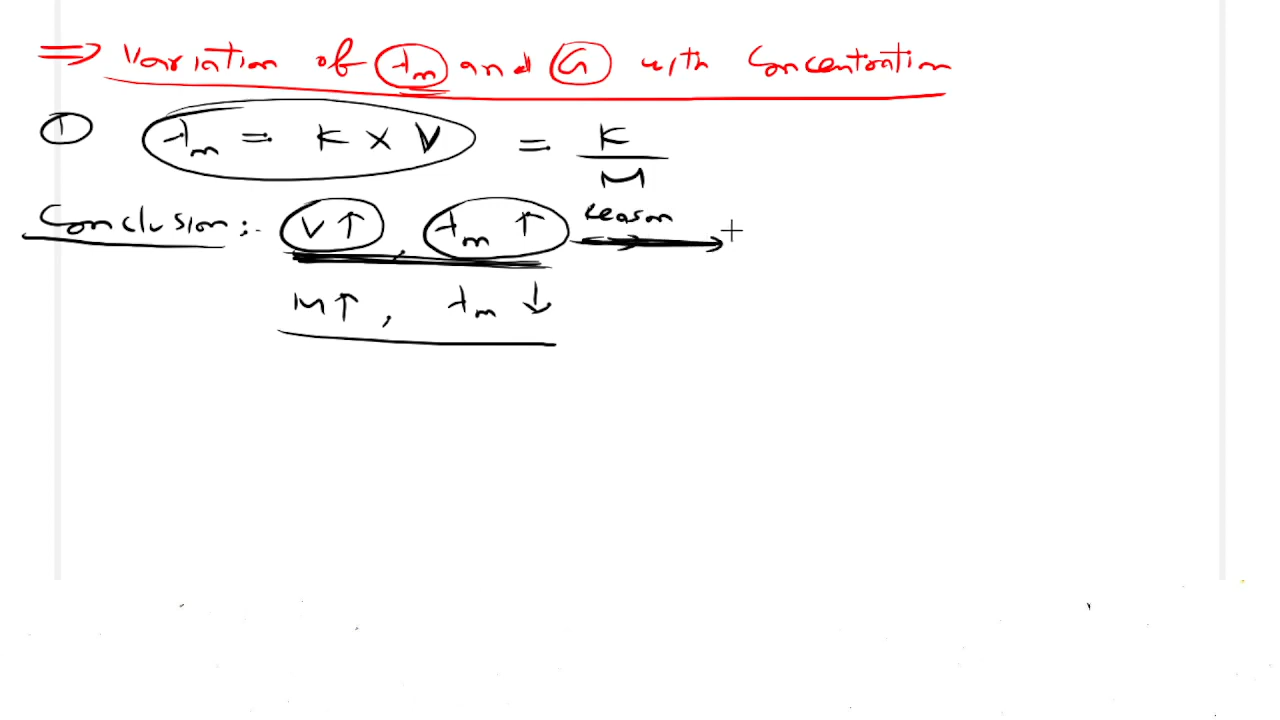 ⇒ Variation of λm and G with Concentration
① λm = K × V = K/M
Conclusion:- V↑, λm ↑ reason →
M↑, λm ↓